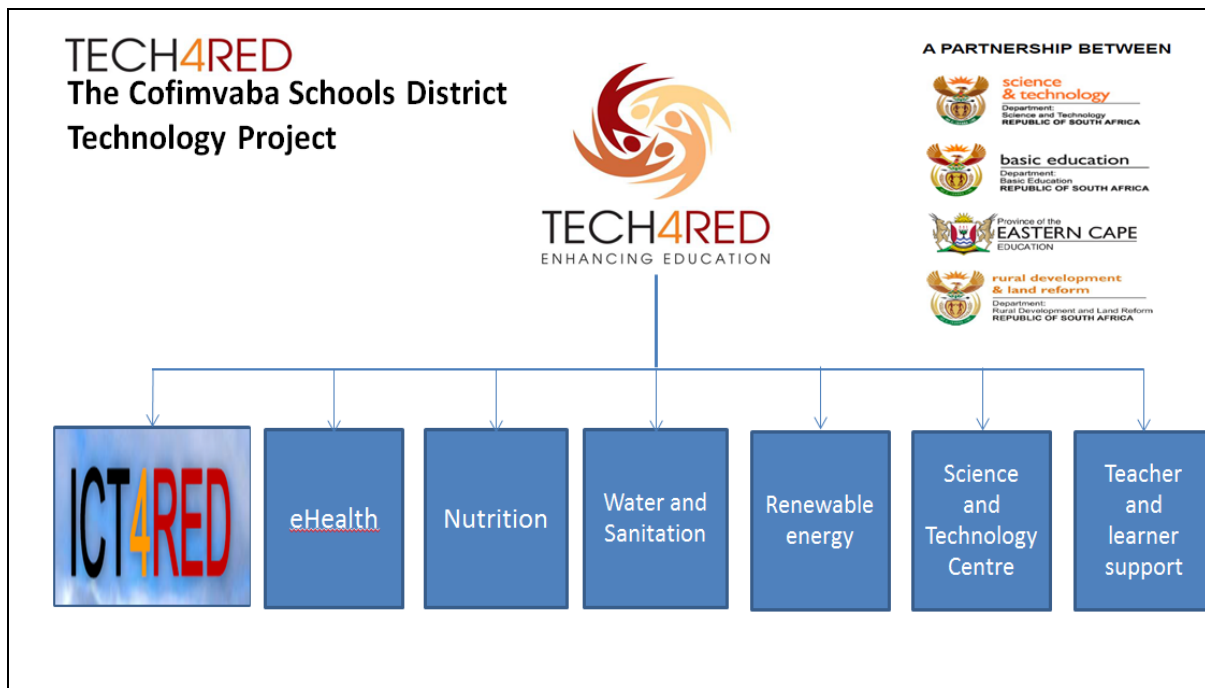 TECH4RED
The Cofimvaba Schools District
Technology Project
TECH4RED
ENHANCING EDUCATION
A PARTNERSHIP BETWEEN
science
& technology
Department:
Science and Technology
REPUBLIC OF SOUTH AFRICA
basic education
Department:
Basic Education
REPUBLIC OF SOUTH AFRICA
Province of the
EASTERN CAPE
EDUCATION
rural development
& land reform
Department:
Rural Development and Land Reform
REPUBLIC OF SOUTH AFRICA
ICT4RED
eHealth
Nutrition
Water and
Sanitation
Renewable
energy
Science
and
Technology
Centre
Teacher
and
learner
support